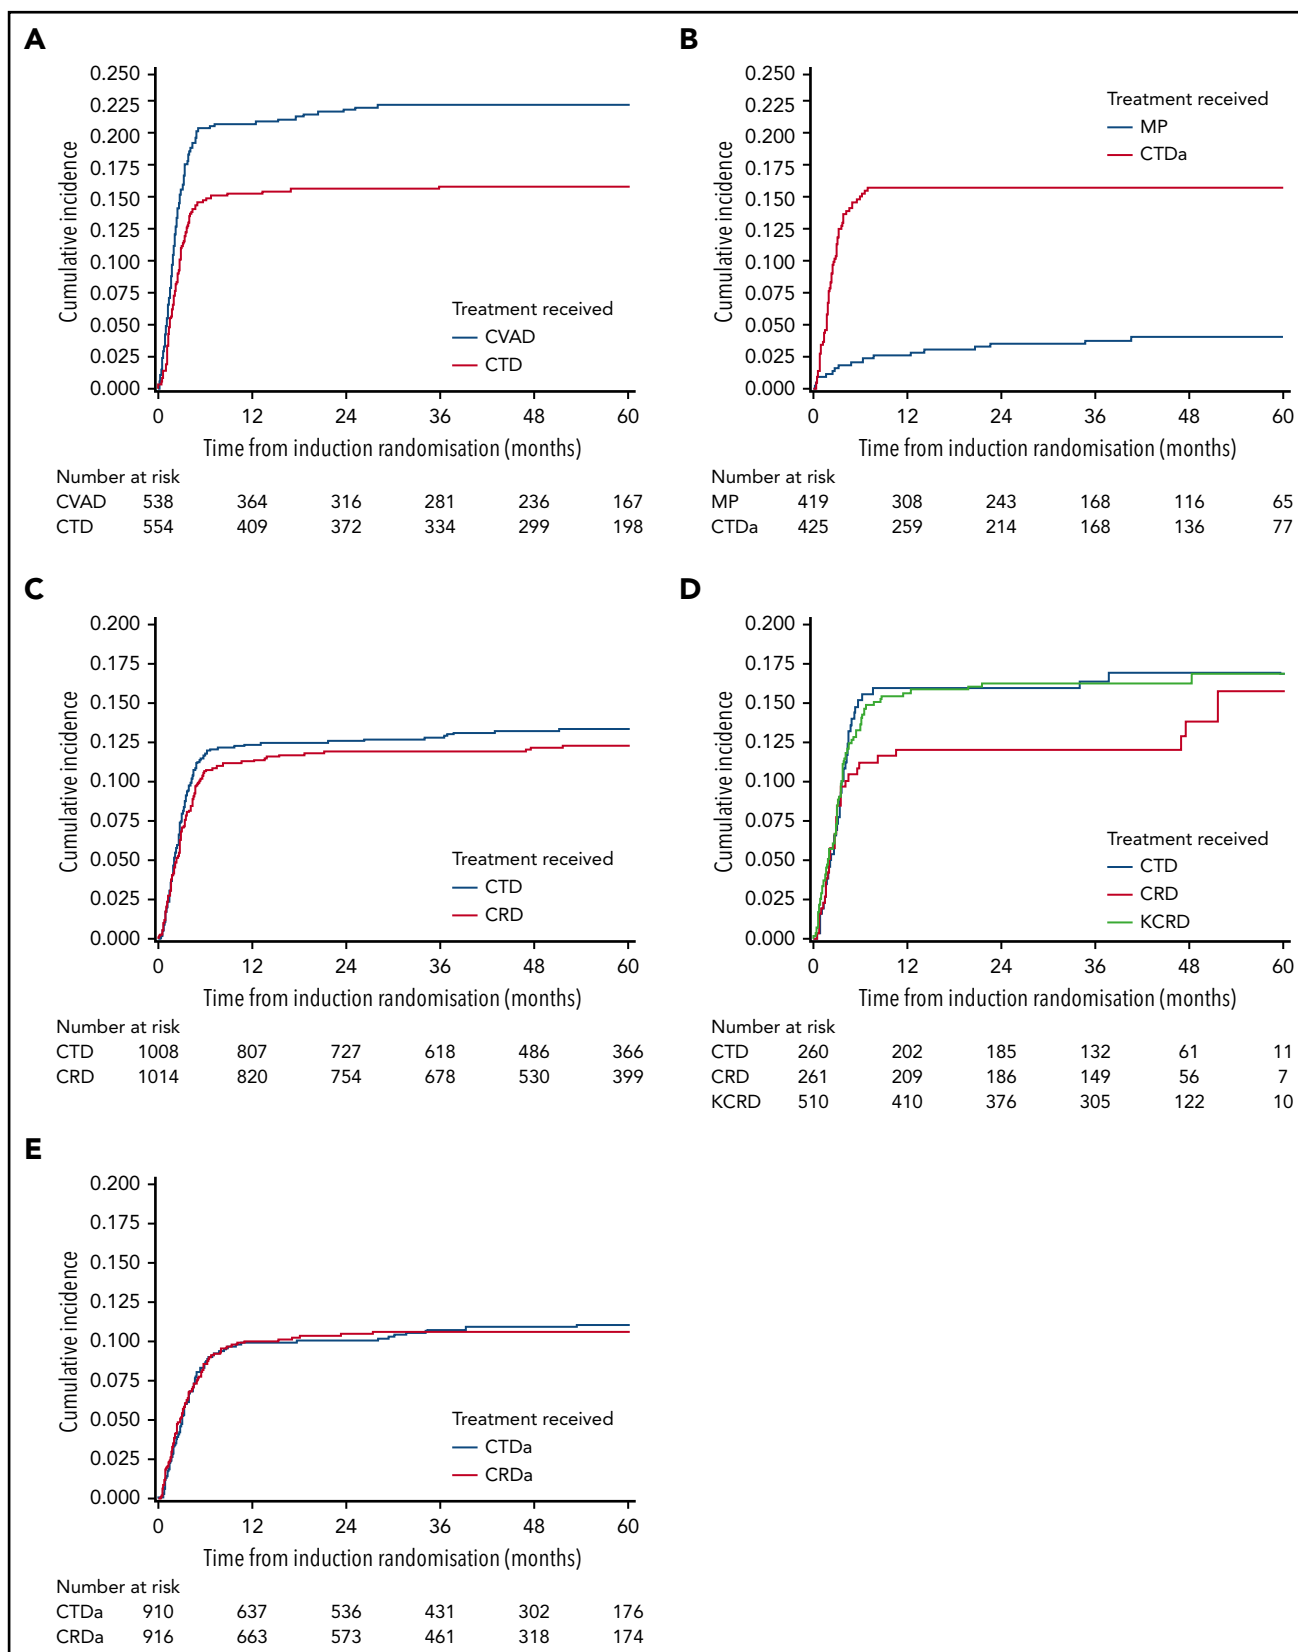 A
Cumulative incidence
0.250
0.225
0.200
0.175
0.150
0.125
0.100
0.075
0.050
0.025
0.000
Treatment received
CVAD
CTD
0 12 24 36 48 60
Time from induction randomisation (months)
Number at risk
CVAD 538 364 316 281 236 167
CTD 554 409 372 334 299 198
B
Cumulative incidence
0.250
0.225
0.200
0.175
0.150
0.125
0.100
0.075
0.050
0.025
0.000
Treatment received
MP
CTDa
0 12 24 36 48 60
Time from induction randomisation (months)
Number at risk
MP 419 308 243 168 116 65
CTDa 425 259 214 168 136 77
C
Cumulative incidence
0.200
0.175
0.150
0.125
0.100
0.075
0.050
0.025
0.000
Treatment received
CTD
CRD
0 12 24 36 48 60
Time from induction randomisation (months)
Number at risk
CTD 1008 807 727 618 486 366
CRD 1014 820 754 678 530 399
D
Cumulative incidence
0.200
0.175
0.150
0.125
0.100
0.075
0.050
0.025
0.000
Treatment received
CTD
CRD
KCRD
0 12 24 36 48 60
Time from induction randomisation (months)
Number at risk
CTD 260 202 185 132 61 11
CRD 261 209 186 149 56 7
KCRD 510 410 376 305 122 10
E
Cumulative incidence
0.200
0.175
0.150
0.125
0.100
0.075
0.050
0.025
0.000
Treatment received
CTDa
CRDa
0 12 24 36 48 60
Time from induction randomisation (months)
Number at risk
CTDa 910 637 536 431 302 176
CRDa 916 663 573 461 318 174